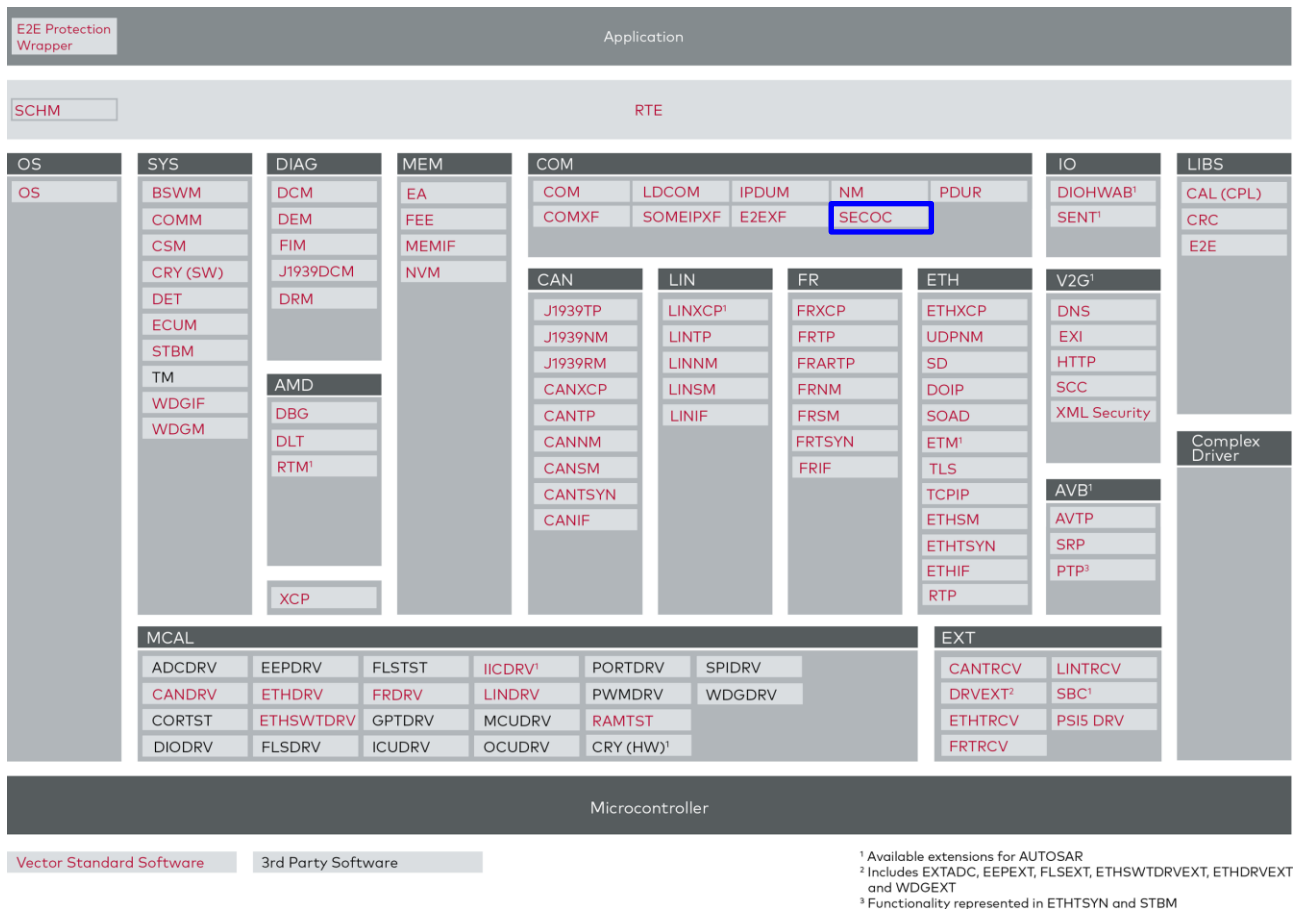 E2E Protection
Wrapper
Application
SCHM
RTE
OS
OS
SYS
BSWM
COMM
CSM
CRY (SW)
DET
ECUM
STBM
TM
WDGIF
WDGM
DIAG
DCM
DEM
FIM
J1939DCM
DRM
AMD
DBG
DLT
RTM¹
XCP
MEM
EA
FEE
MEMIF
NVM
COM
COM LDCOM IPDUM NM PDUR
COMXF SOMEIPXF E2EXF SECOC
CAN
J1939TP
J1939NM
J1939RM
CANXCP
CANTP
CANNM
CANSM
CANTSYN
CANIF
LIN
LINXCP¹
LINTP
LINNM
LINSM
LINIF
FR
FRXCP
FRTP
FRARTP
FRNM
FRSM
FRTSYN
FRIF
ETH
ETHXCP
UDPNM
SD
DOIP
SOAD
ETM¹
TLS
TCPIP
ETHSM
ETHTSYN
ETHIF
RTP
IO
DIOHWAB¹
SENT¹
V2G¹
DNS
EXI
HTTP
SCC
XML Security
AVB¹
AVTP
SRP
PTP³
LIBS
CAL (CPL)
CRC
E2E
Complex
Driver
MCAL
ADCDRV EEPDRV FLSTST IICDRV¹ PORTDRV SPIDRV
CANDRV ETHDRV FRDRV LINDRV PWMDRV WDGDRV
CORTST ETHSWTDRV GPTDRV MCUDRV RAMTST
DIODRV FLSDRV ICUDRV OCUDRV CRY (HW)¹
EXT
CANTRCV LINTRCV
DRVEXT² SBC¹
ETHTRCV PSI5 DRV
FRTRCV
Microcontroller
Vector Standard Software
3rd Party Software
¹ Available extensions for AUTOSAR
² Includes EXTADC, EEPEXT, FLSEXT, ETHSWTDRVEXT, ETHDRVEXT
and WDGEXT
³ Functionality represented in ETHTSYN and STBM